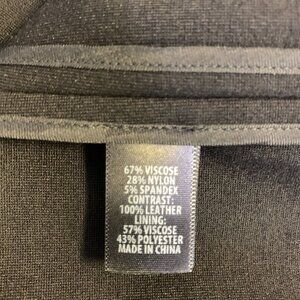 67% VISCOSE
28% NYLON
5% SPANDEX
CONTRAST:
100% LEATHER
LINING:
57% VISCOSE
43% POLYESTER
MADE IN CHINA